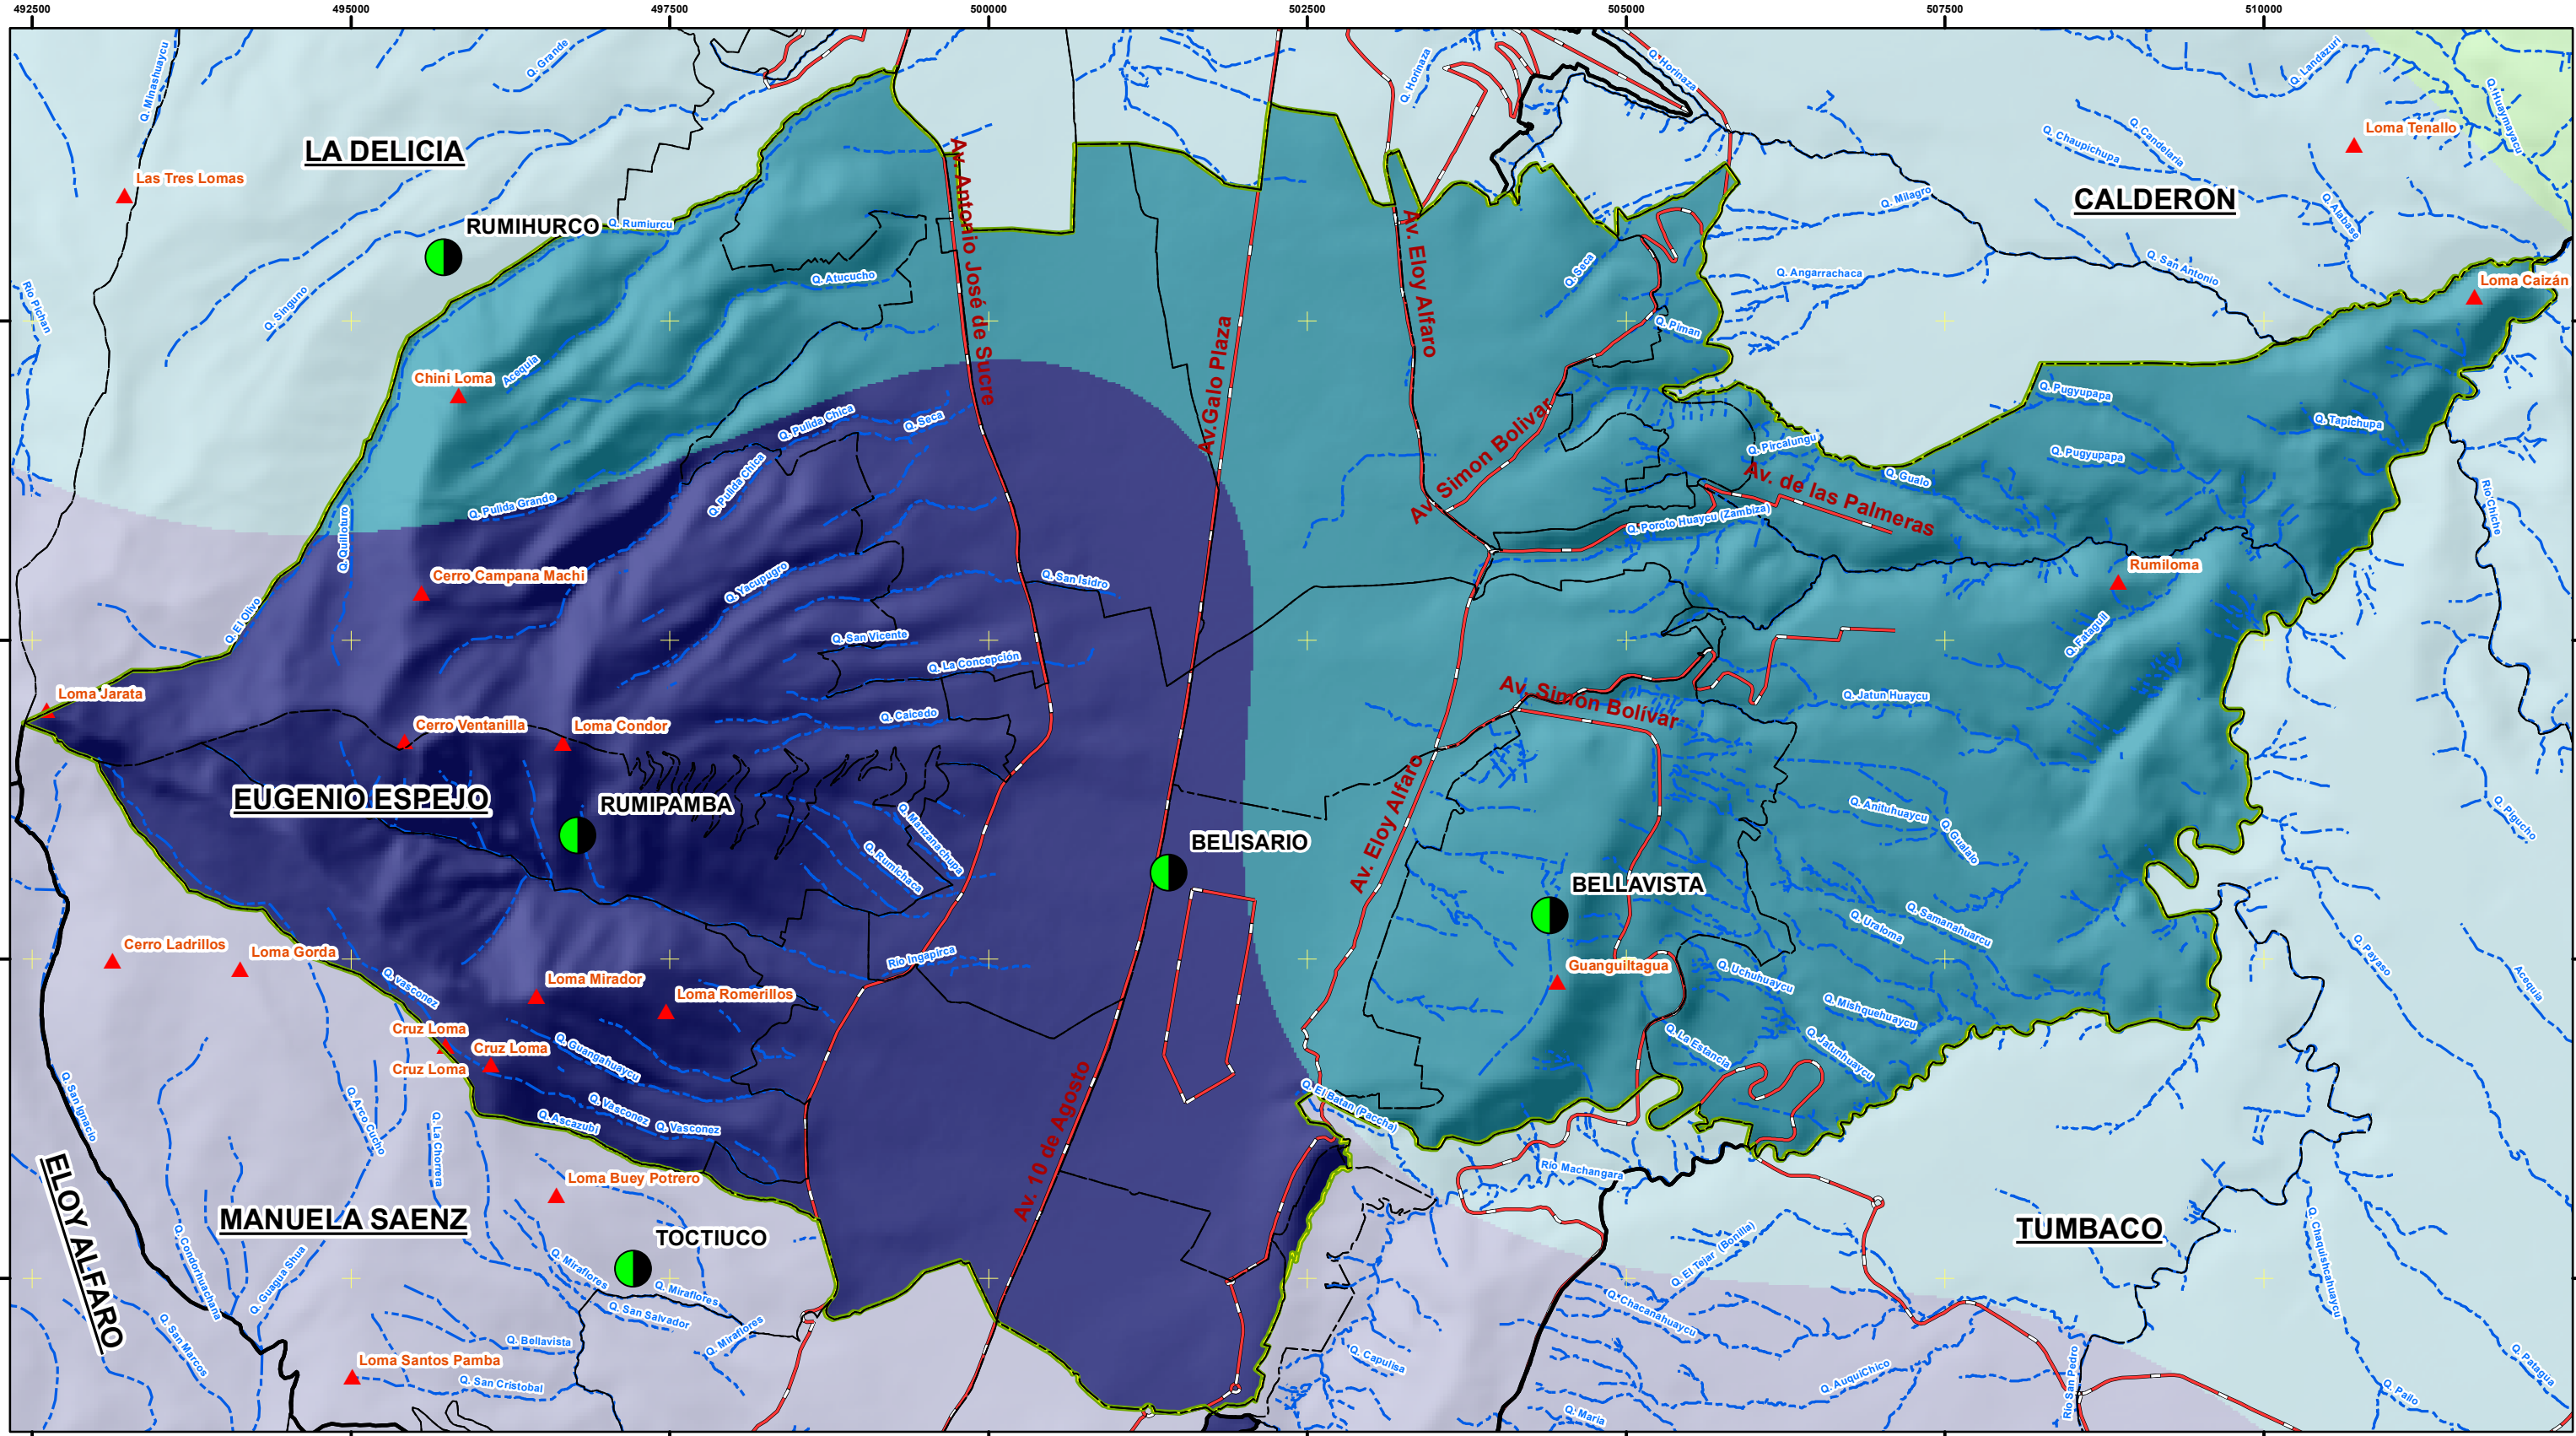 492500 495000 497500 500000 502500 505000 507500 510000
Q. Minashuaycu
Q. Grande
Q. Horinaza
Q. Horinaza
Q. Landazuri
Q. Huaymayacu
Loma Tenallo
Q. Chaupichupa
Q. Candelaria
LA DELICIA
Las Tres Lomas
CALDERON
Q. Milagro
Q. Alabase
RUMIHURCO
Q. Rumiurcu
Av. Antonio José de Sucre
Av. Eloy Alfaro
Q. Seca
Q. Angarrachaca
Q. San Antonio
Loma Caizán
Rio Pichan
Q. Singuno
Q. Atucucho
Q. Piman
Av.Galo Plaza
Chini Loma
Acequia
Q. Pulida Chica
Q. Seca
Av. Simon Bolivar
Q. Pugyupapa
Q. Tapichupa
Q. Pircalungu
Q. Pugyupapa
Q. Gualo
Av. de las Palmeras
Q. Pulida Chica
Q. Pulida Grande
Q. Poroto Huaycu (Zambiza)
Rio Chiche
Q. Quilloturo
Cerro Campana Machi
Q. Yacupugro
Q. San Isidro
Rumiloma
Q. El Olivo
Q. San Vicente
Q. Fatagull
Q. La Concepción
Loma Jarata
Av. Simón Bolívar
Q. Jatun Huaycu
Cerro Ventanilla
Loma Condor
Q. Caicedo
EUGENIO ESPEJO
RUMIPAMBA
Q. Manzanachupa
Q. Rumichaca
BELISARIO
Av. Eloy Alfaro
Q. Anituhuaycu
Q. Guafalo
Q. Pigucho
BELLAVISTA
Q. Uraloma
Q. Samanahuarcu
Cerro Ladrillos
Loma Gorda
Rio Ingapirca
Q. Vasconez
Loma Mirador
Loma Romerillos
Guanguiltagua
Q. Uchuhuaycu
Q. Payaso
Acequia
Q. Mishquehuaycu
Cruz Loma
Cruz Loma
Cruz Loma
Q. Guangahuaycu
Q. La Estancia
Q. Jatunhuaycu
Q. San Ignacio
Q. Arco Cucho
Q. La Chorrera
Q. Ascazubi
Q. Vasconez
Q. Vasconez
Av. 10 de Agosto
Q. El Batan (Paccha)
Rio Machangara
ELOY ALFARO
Loma Buey Potrero
MANUELA SAENZ
TOCTIUCO
TUMBACO
Q. Condorhuachana
Q. Guagua Shua
Q. Miraflores
Q. Miraflores
Q. San Salvador
Q. Miraflores
Q. El Tejar (Bonilla)
Q. Chacanahuaycu
Q. Chaquishcahuaycu
Q. San Marcos
Q. Bellavista
Loma Santos Pamba
Q. San Cristobal
Q. Capulisa
Q. AuquiChico
Q. Maria
Rio San Pedro
Q. Pailo
Q. Patagua